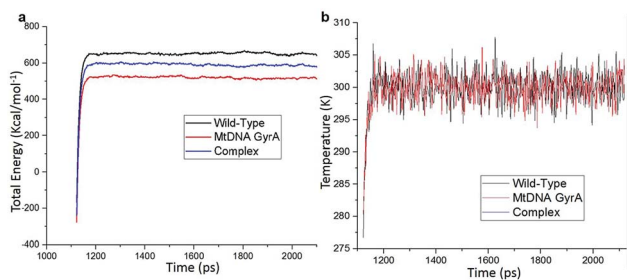 a
Total Energy (Kcal/mol⁻¹)
800
600
400
200
0
-200
-400
1000
1200
1400
1600
1800
2000
Time (ps)
Wild-Type
MtDNA GyrA
Complex
b
Temperature (K)
310
305
300
295
290
285
280
275
1200
1400
1600
1800
2000
Time (ps)
Wild-Type
MtDNA GyrA
Complex